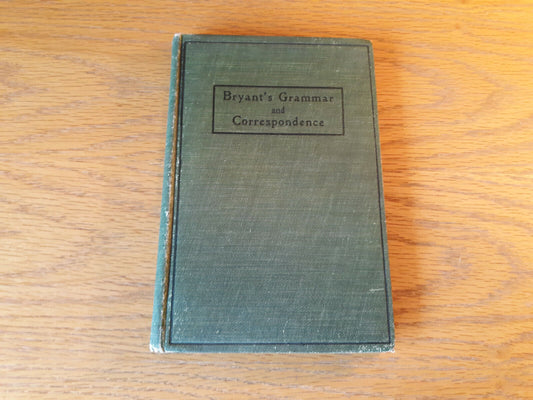 Bryant's Grammar
and
Correspondence